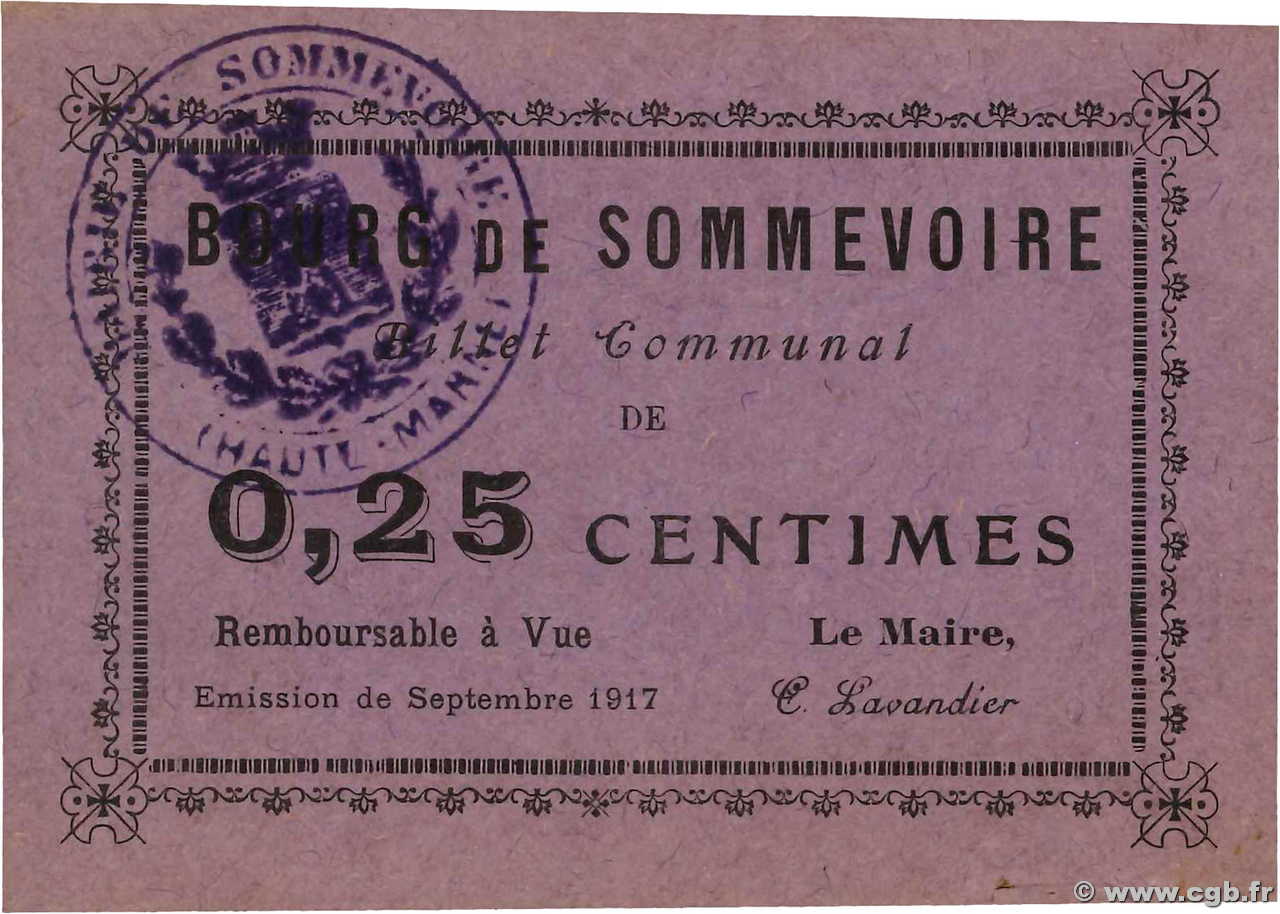 DE SOMMEVOIRE
BOURG DE SOMMEVOIRE
Billet Communal
DE
(HAUTE-MARNE)
0,25 CENTIMES
Remboursable à Vue
Le Maire,
Emission de Septembre 1917
C. Lavandier
© www.cgb.fr